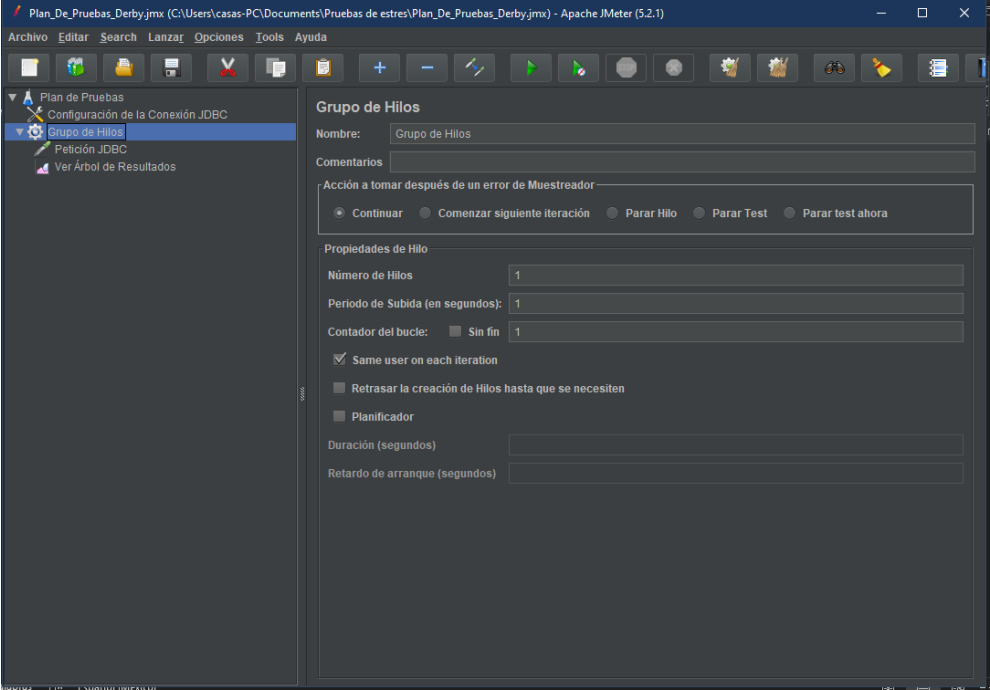 Plan_De_Pruebas_Derby.jmx (C:\Users\casas-PC\Documents\Pruebas de estres\Plan_De_Pruebas_Derby.jmx) - Apache JMeter (5.2.1)
Archivo Editar Search Lanzar Opciones Tools Ayuda
Plan de Pruebas
Configuración de la Conexión JDBC
Grupo de Hilos
Petición JDBC
Ver Árbol de Resultados
Grupo de Hilos
Nombre: Grupo de Hilos
Comentarios
Acción a tomar después de un error de Muestreador
Continuar Comenzar siguiente iteración Parar Hilo Parar Test Parar test ahora
Propiedades de Hilo
Número de Hilos 1
Periodo de Subida (en segundos): 1
Contador del bucle: Sin fin 1
Same user on each iteration
Retrasar la creación de Hilos hasta que se necesiten
Planificador
Duración (segundos)
Retardo de arranque (segundos)